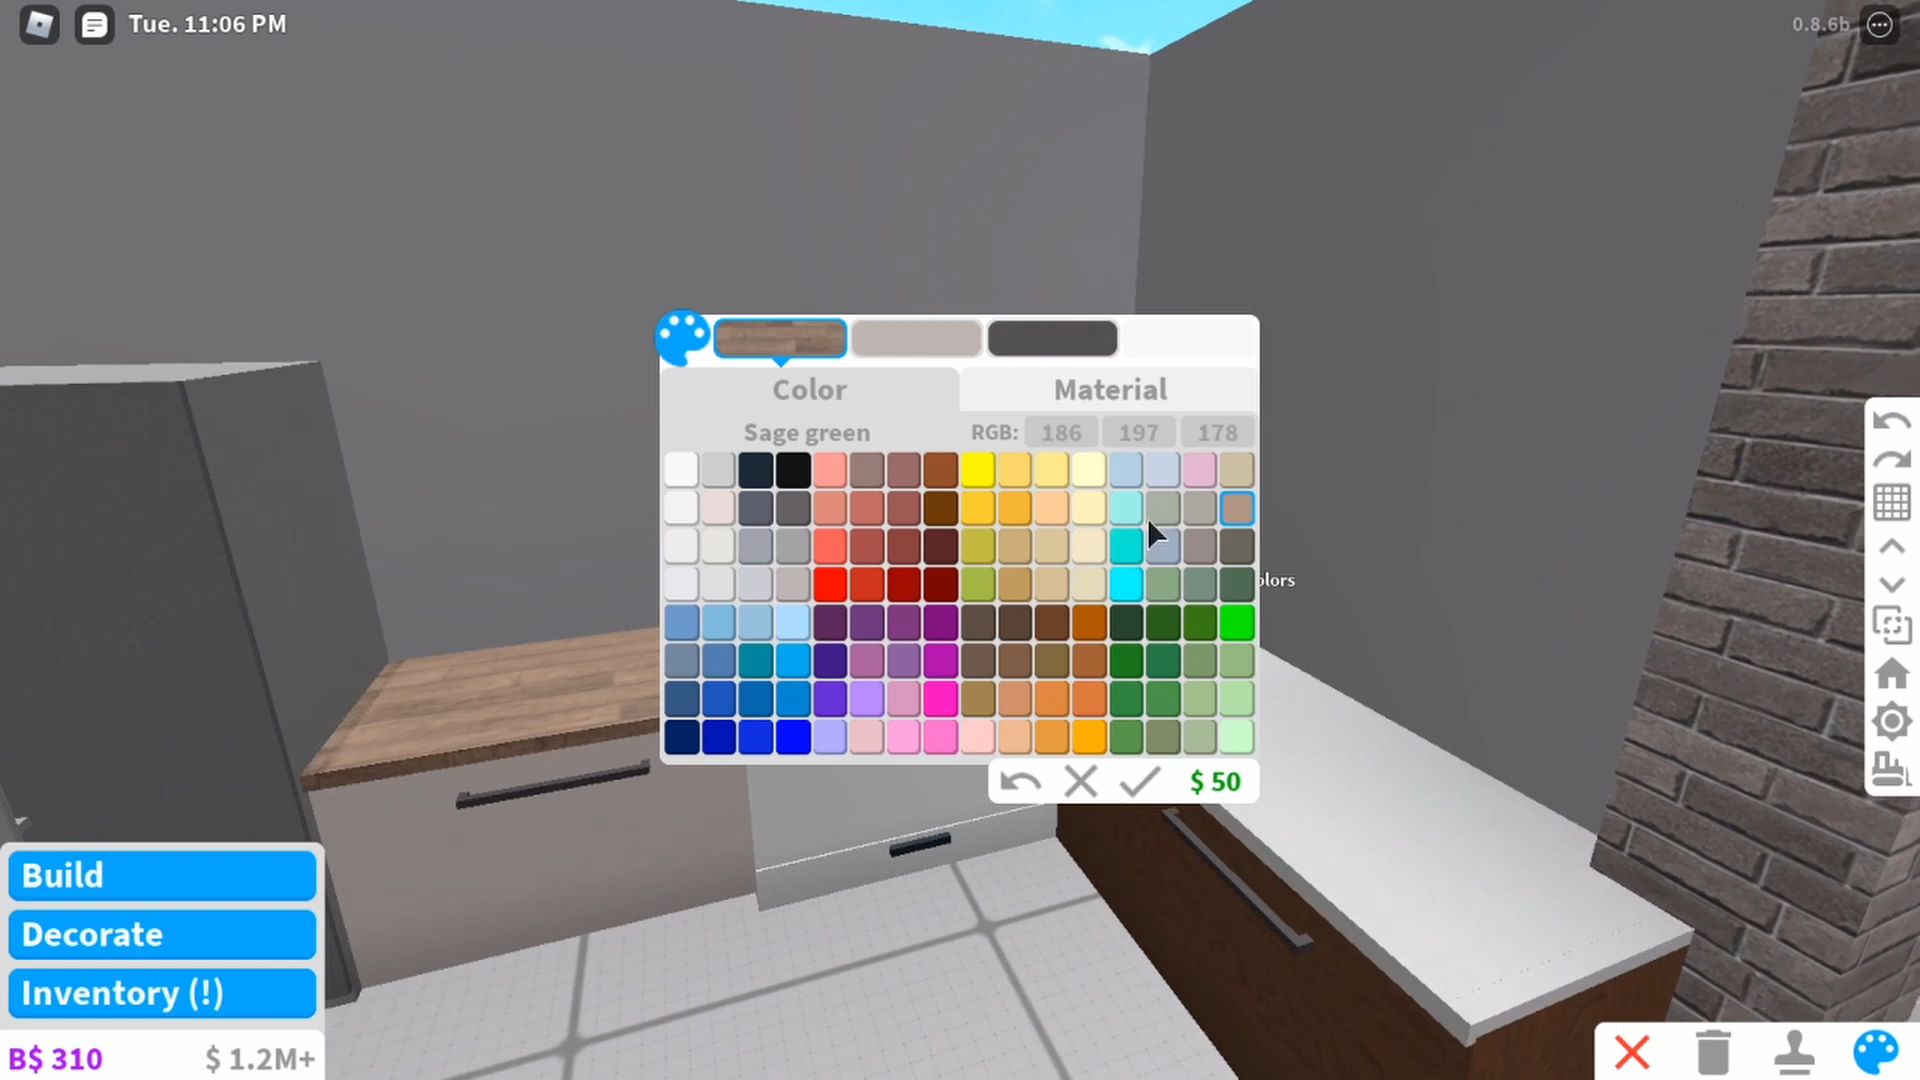 Tue. 11:06 PM
0.8.6b
Color
Material
Sage green
RGB: 186 197 178
olors
$ 50
Build
Decorate
Inventory (!)
B$ 310
$ 1.2M+